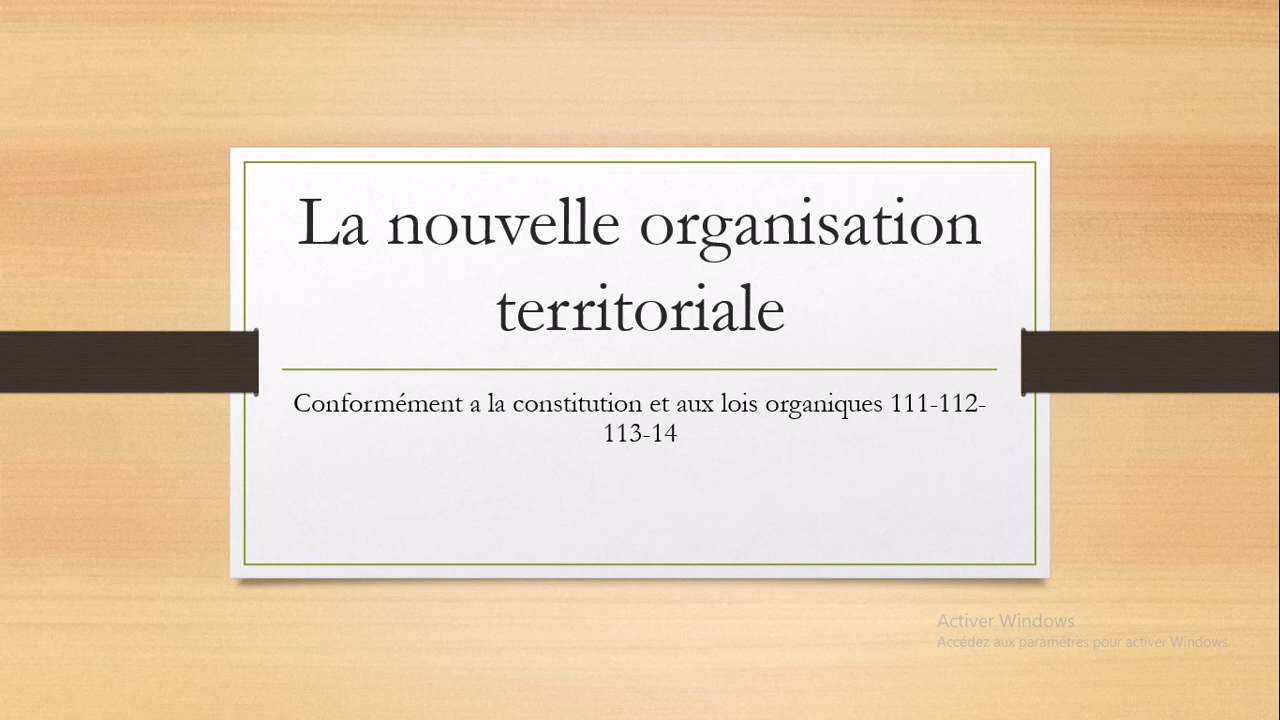 La nouvelle organisation
territoriale
Conformément a la constitution et aux lois organiques 111-112-
113-14
Activer Windows
Accédez aux paramètres pour activer Windows.